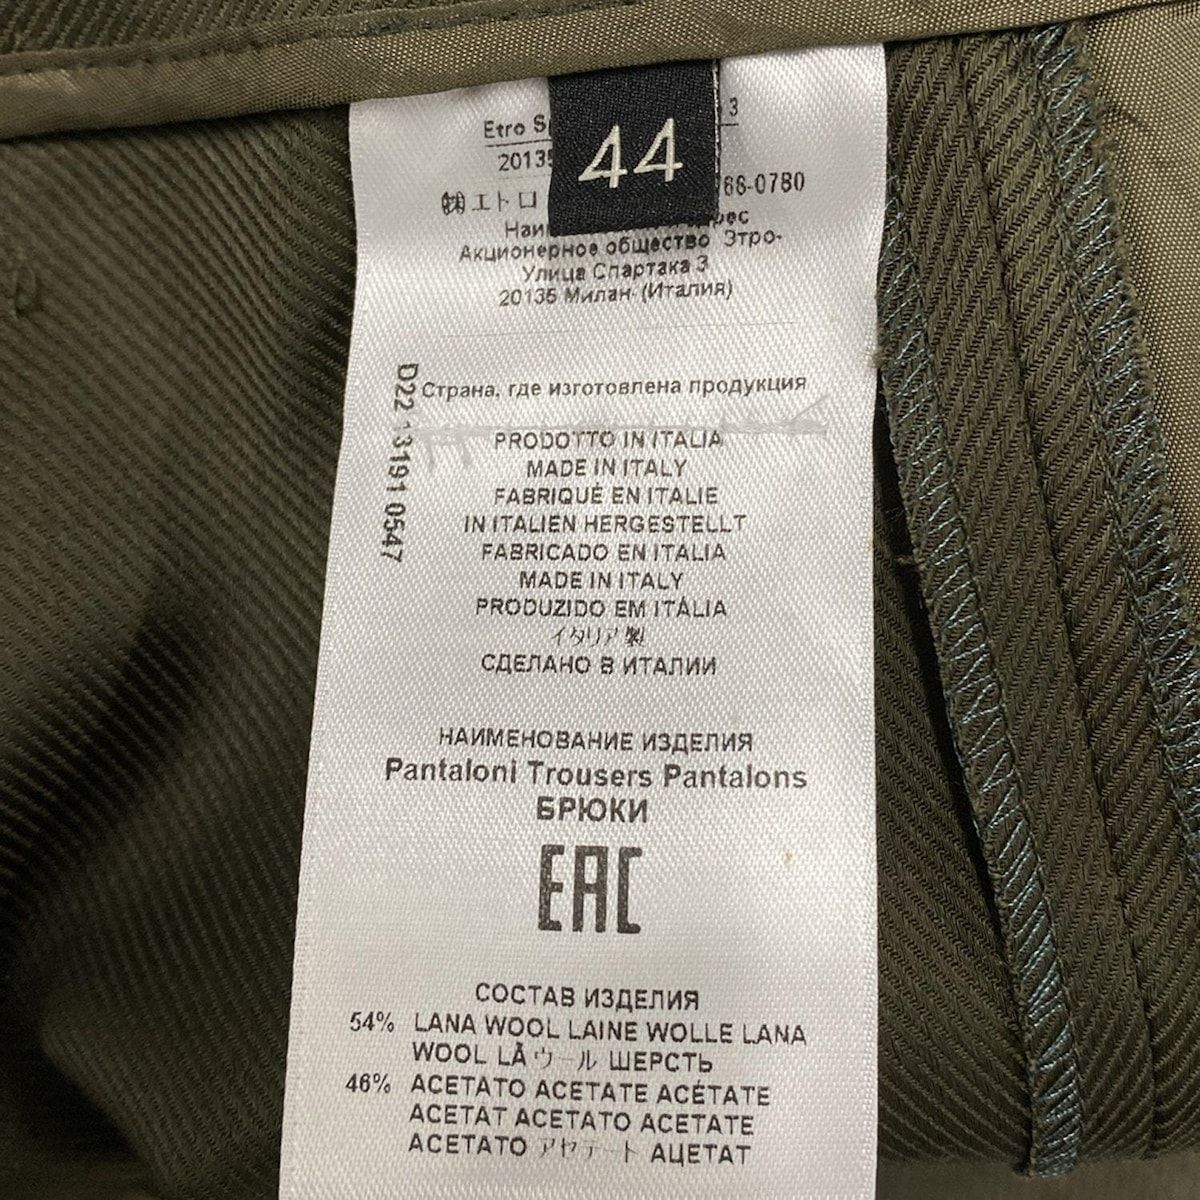 44
Etro 3
2013
㈱エトロ 66-0780
Акционерное общество Этро-
Улица Спартака 3
20135 Милан- (Италия)
Страна, где изготовлена продукция
D22 13191 0547
PRODOTTO IN ITALIA
MADE IN ITALY
FABRIQUÉ EN ITALIE
IN ITALIEN HERGESTELLT
FABRICADO EN ITALIA
MADE IN ITALY
PRODUZIDO EM ITÁLIA
イタリア製
СДЕЛАНО В ИТАЛИИ
НАИМЕНОВАНИЕ ИЗДЕЛИЯ
Pantaloni Trousers Pantalons
БРЮКИ
EAC
СОСТАВ ИЗДЕЛИЯ
54% LANA WOOL LAINE WOLLE LANA
WOOL LÃ ウール ШЕРСТЬ
46% ACETATO ACETATE ACÉTATE
ACETAT ACETATO ACETATE
ACETATO アセテート АЦЕТАТ